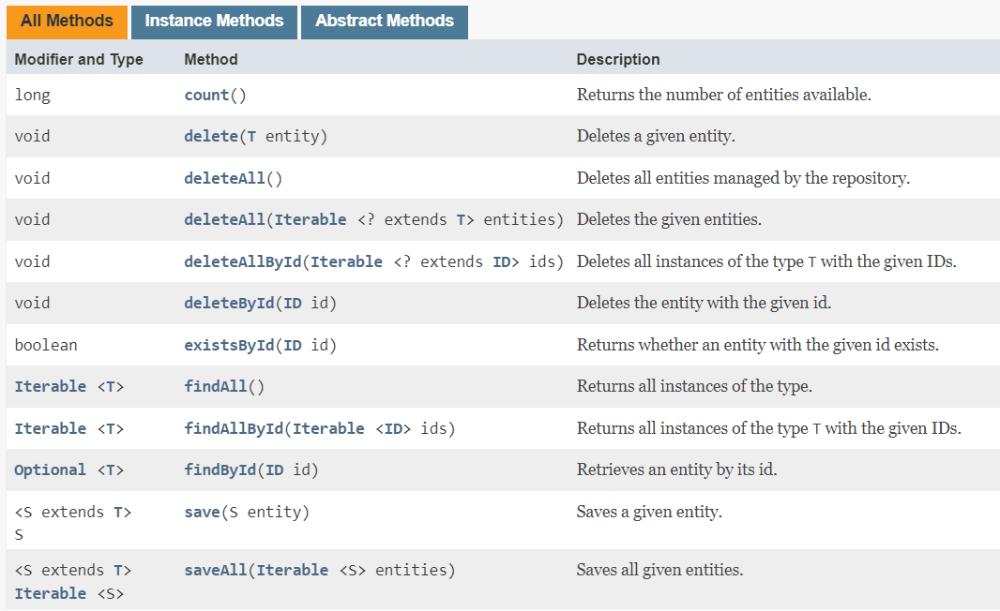 All Methods Instance Methods Abstract Methods
Modifier and Type Method Description
long count() Returns the number of entities available.
void delete(T entity) Deletes a given entity.
void deleteAll() Deletes all entities managed by the repository.
void deleteAll(Iterable <? extends T> entities) Deletes the given entities.
void deleteAllById(Iterable <? extends ID> ids) Deletes all instances of the type T with the given IDs.
void deleteById(ID id) Deletes the entity with the given id.
boolean existsById(ID id) Returns whether an entity with the given id exists.
Iterable <T> findAll() Returns all instances of the type.
Iterable <T> findAllById(Iterable <ID> ids) Returns all instances of the type T with the given IDs.
Optional <T> findById(ID id) Retrieves an entity by its id.
<S extends T> save(S entity) Saves a given entity.
S
<S extends T> saveAll(Iterable <S> entities) Saves all given entities.
Iterable <S>